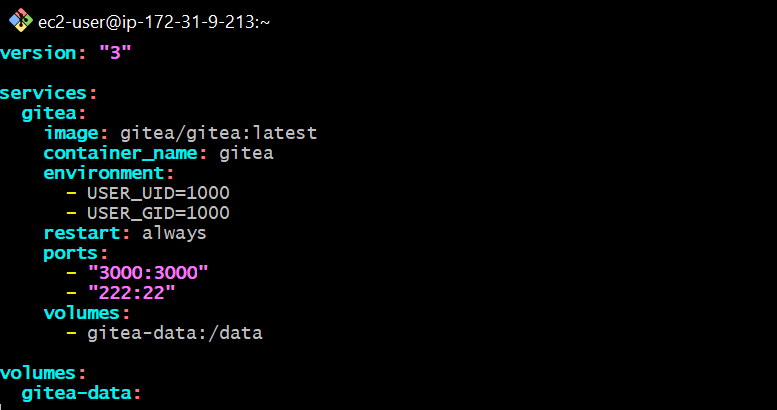 ec2-user@ip-172-31-9-213:~
version: "3"
services:
  gitea:
    image: gitea/gitea:latest
    container_name: gitea
    environment:
      - USER_UID=1000
      - USER_GID=1000
    restart: always
    ports:
      - "3000:3000"
      - "222:22"
    volumes:
      - gitea-data:/data
volumes:
  gitea-data: